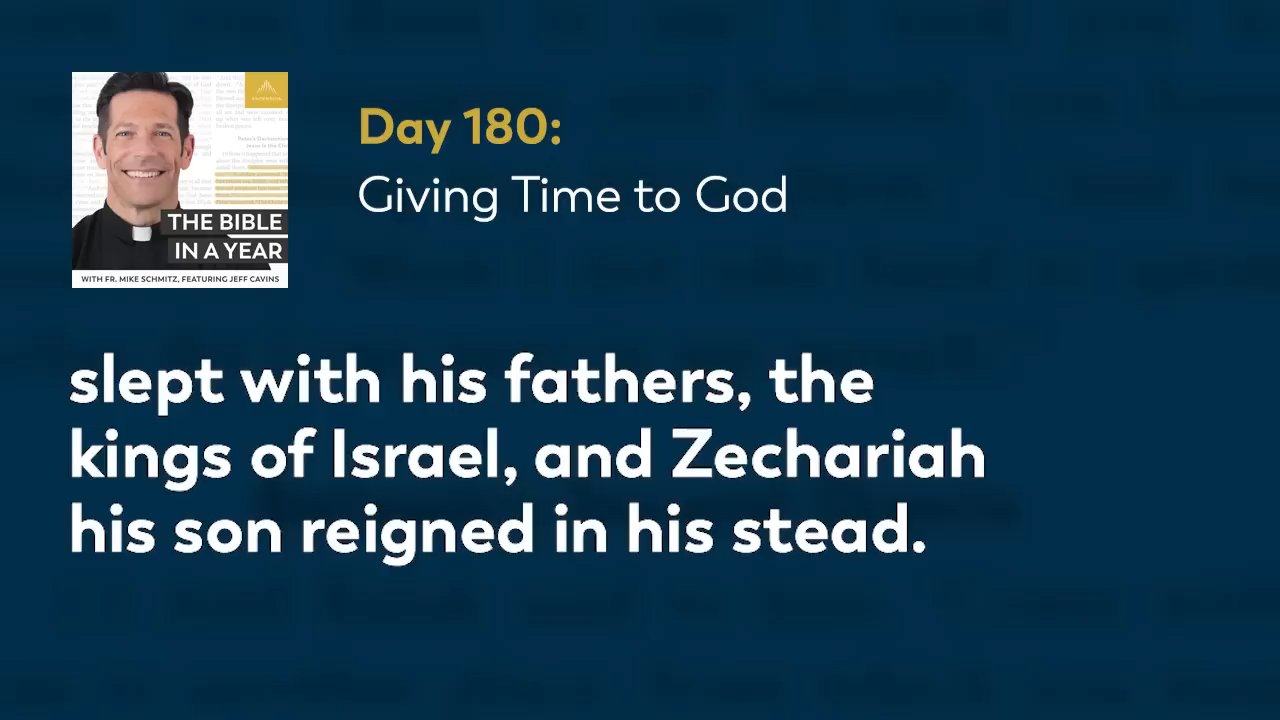 Day 180:
Giving Time to God
THE BIBLE
IN A YEAR
WITH FR. MIKE SCHMITZ, FEATURING JEFF CAVINS
slept with his fathers, the
kings of Israel, and Zechariah
his son reigned in his stead.